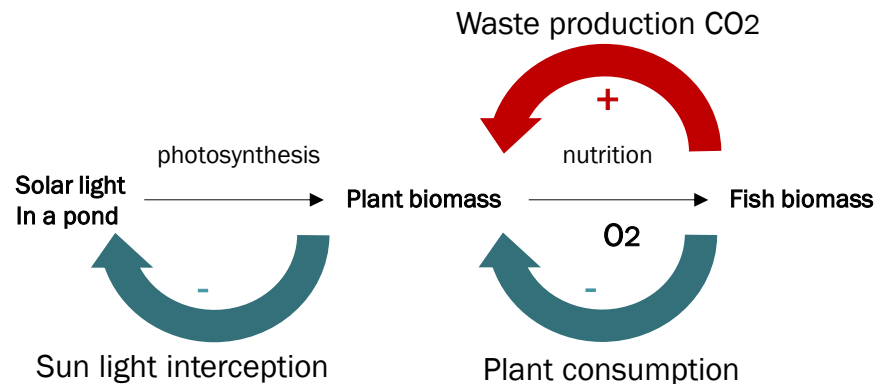 Waste production CO2
+
photosynthesis
nutrition
Solar light
In a pond
Plant biomass
Fish biomass
O2
-
-
Sun light interception
Plant consumption